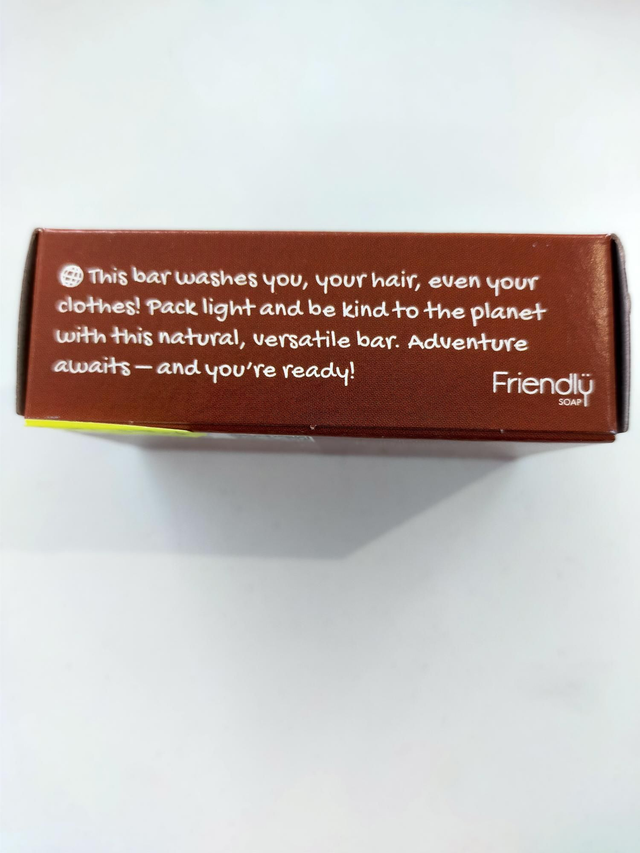 This bar washes you, your hair, even your
clothes! Pack light and be kind to the planet
with this natural, versatile bar. Adventure
awaits – and you're ready!
Friendlÿ
SOAP